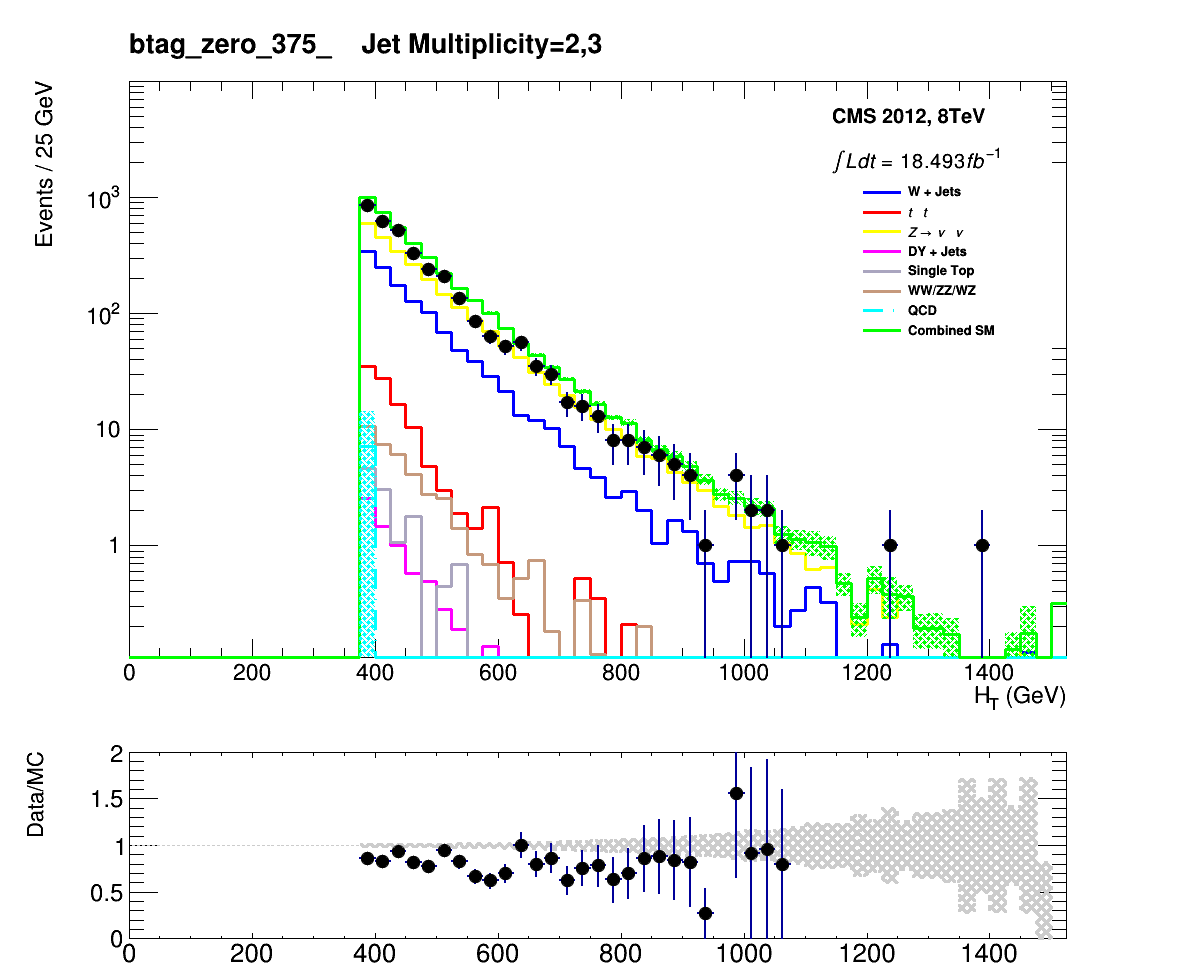 btag_zero_375_ Jet Multiplicity=2,3
Events / 25 GeV
CMS 2012, 8TeV
∫Ldt = 18.493fb⁻¹
W + Jets
t t
Z→ ν ν
DY + Jets
Single Top
WW/ZZ/WZ
QCD
Combined SM
10³
10²
10
1
0 200 400 600 800 1000 1200 1400
H_T (GeV)
Data/MC
2
1.5
1
0.5
0
0 200 400 600 800 1000 1200 1400